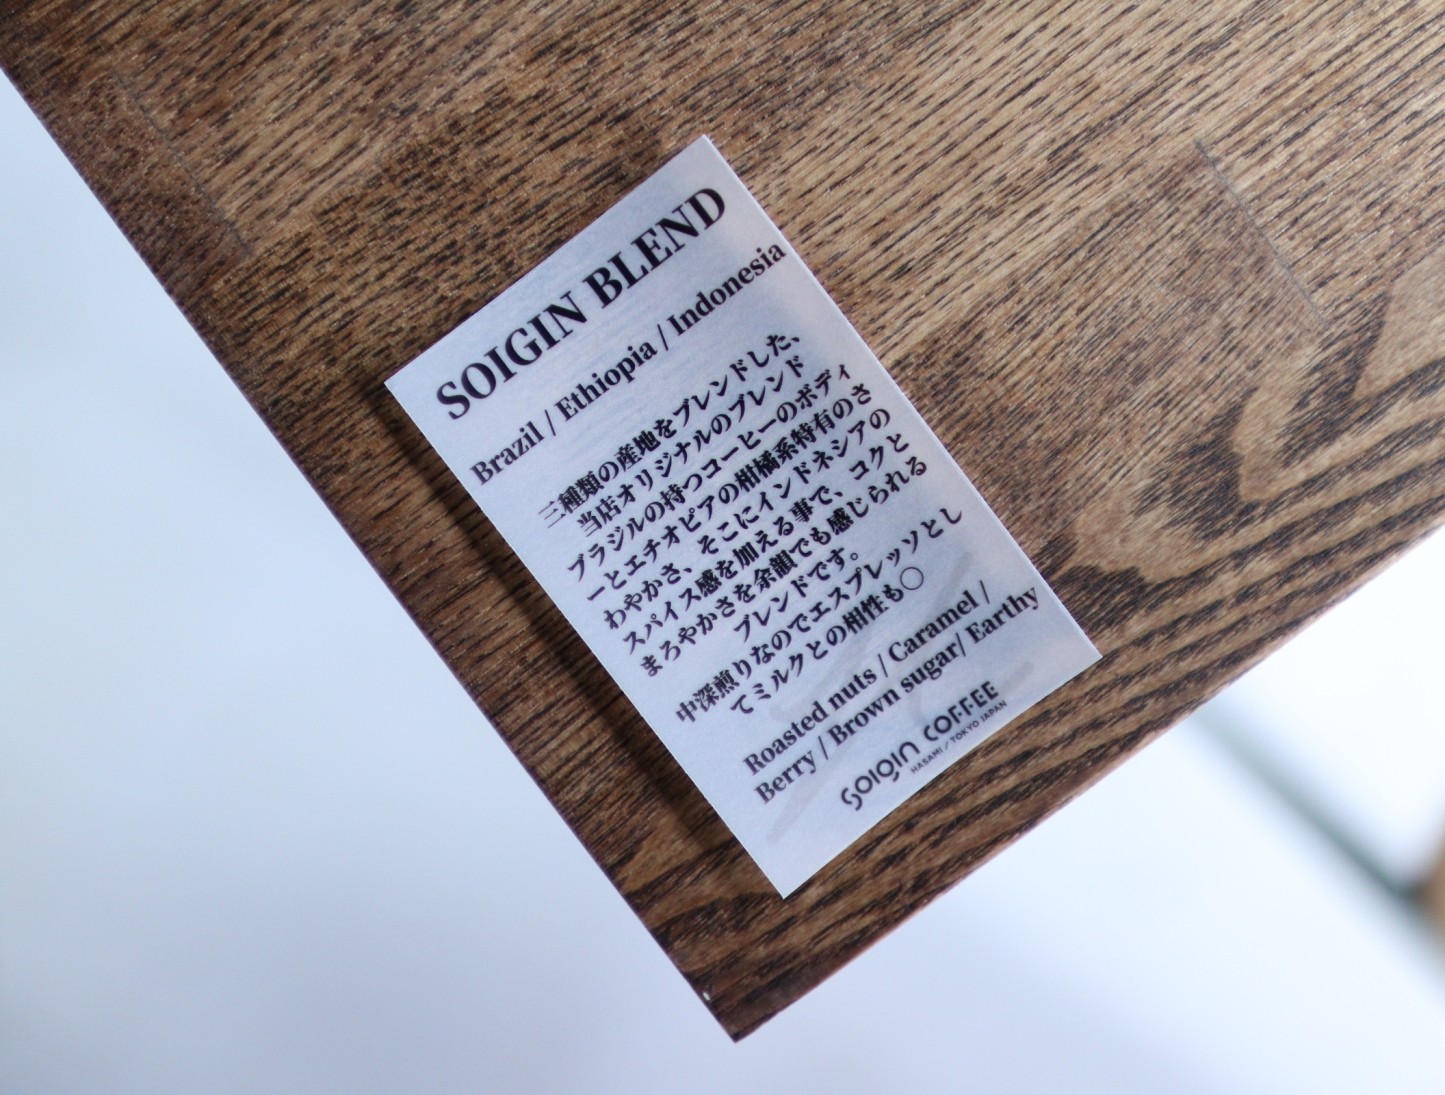 SOIGIN BLEND
Brazil / Ethiopia / Indonesia
三種類の産地をブレンドした、
当店オリジナルのブレンド
ブラジルの持つコーヒーのボディ
ーとエチオピアの柑橘系特有のさ
わやかさ、そこにインドネシアの
スパイス感を加える事で、コクと
まろやかさを余韻でも感じられる
ブレンドです。
中深煎りなのでエスプレッソとし
てミルクとの相性も〇
Roasted nuts / Caramel /
Berry / Brown sugar/ Earthy
SOIGIN COFFEE
HASAMI / TOKYO JAPAN